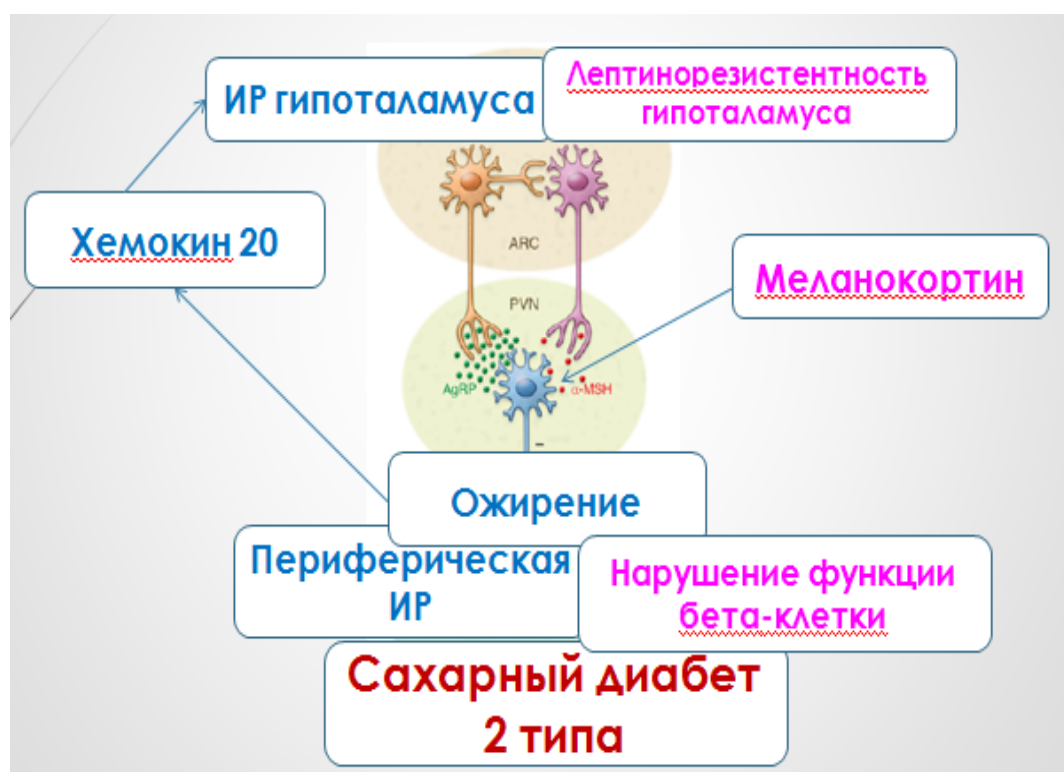 ИР гипоталамуса
Лептинорезистентность
гипоталамуса
Хемокин 20
ARC
Меланокортин
PVN
AgRP
α-MSH
–
Ожирение
Периферическая
ИР
Нарушение функции
бета-клетки
Сахарный диабет
2 типа